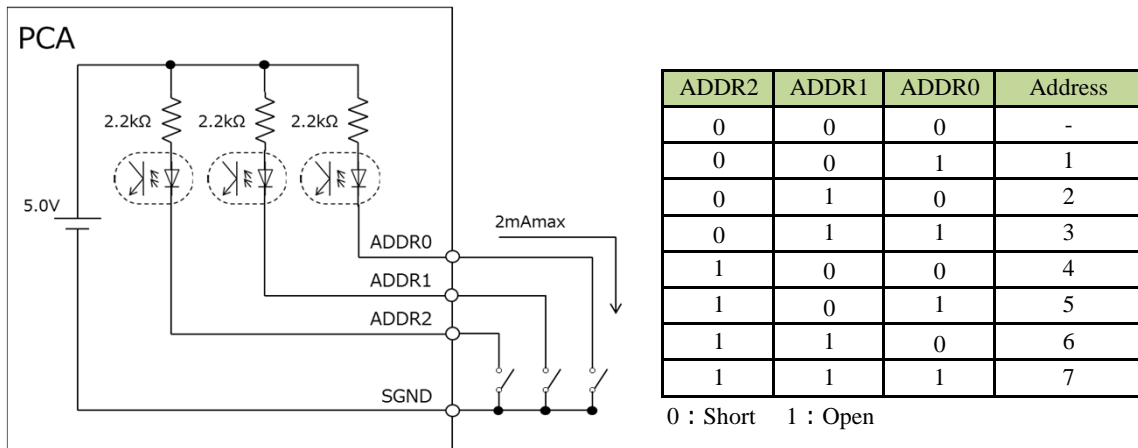 PCA
2.2kΩ 2.2kΩ 2.2kΩ
5.0V
ADDR0
2mAmax
ADDR1
ADDR2
SGND
ADDR2 ADDR1 ADDR0 Address
0 0 0 -
0 0 1 1
0 1 0 2
0 1 1 3
1 0 0 4
1 0 1 5
1 1 0 6
1 1 1 7
0：Short 1：Open